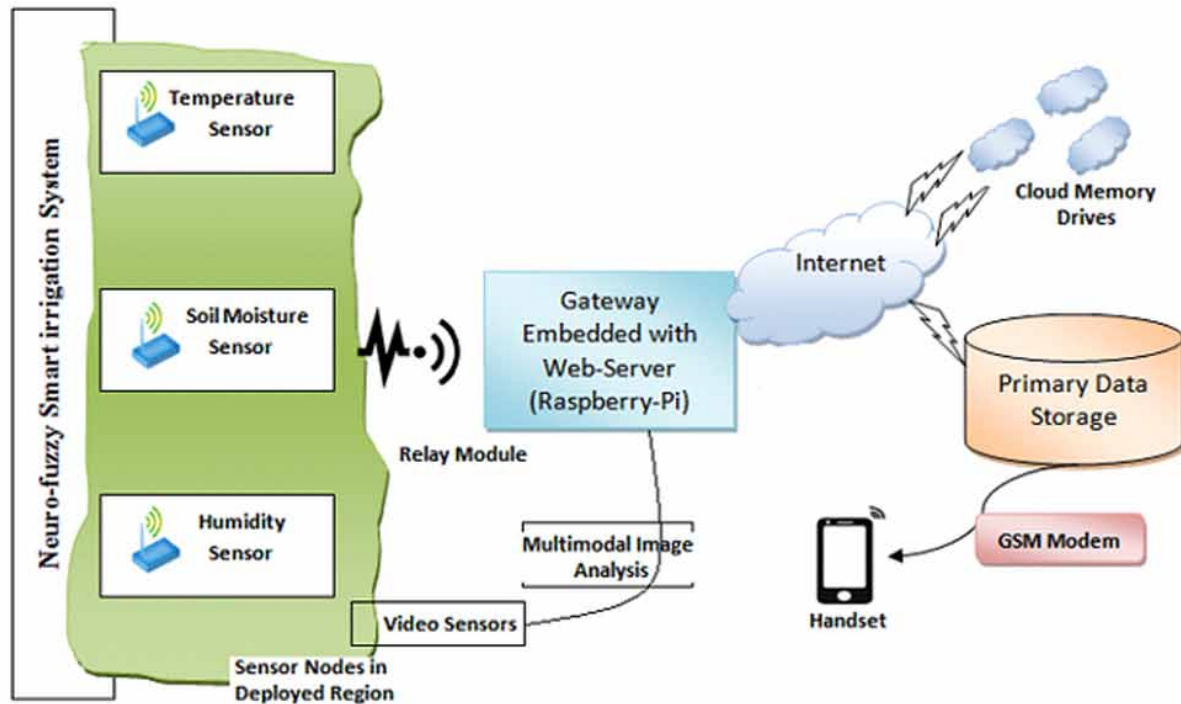 Neuro-fuzzy Smart irrigation System
Temperature
Sensor
Soil Moisture
Sensor
Humidity
Sensor
Video Sensors
Sensor Nodes in
Deployed Region
Relay Module
Multimodal Image
Analysis
Gateway
Embedded with
Web-Server
(Raspberry-Pi)
Internet
Cloud Memory
Drives
Primary Data
Storage
GSM Modem
Handset